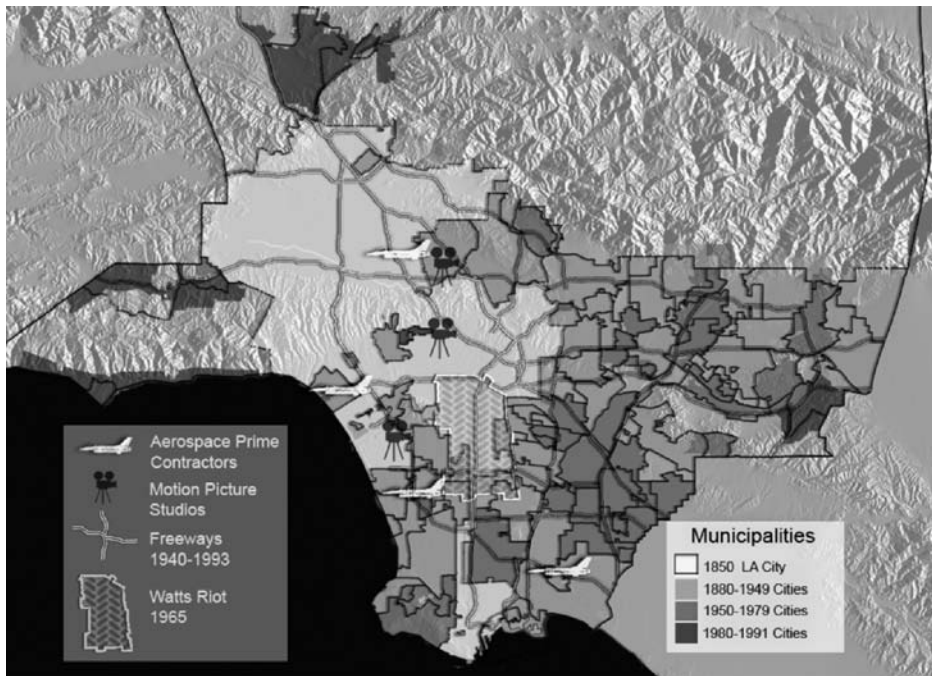 Aerospace Prime
Contractors
Motion Picture
Studios
Freeways
1940-1993
Watts Riot
1965
Municipalities
1850 LA City
1880-1949 Cities
1950-1979 Cities
1980-1991 Cities